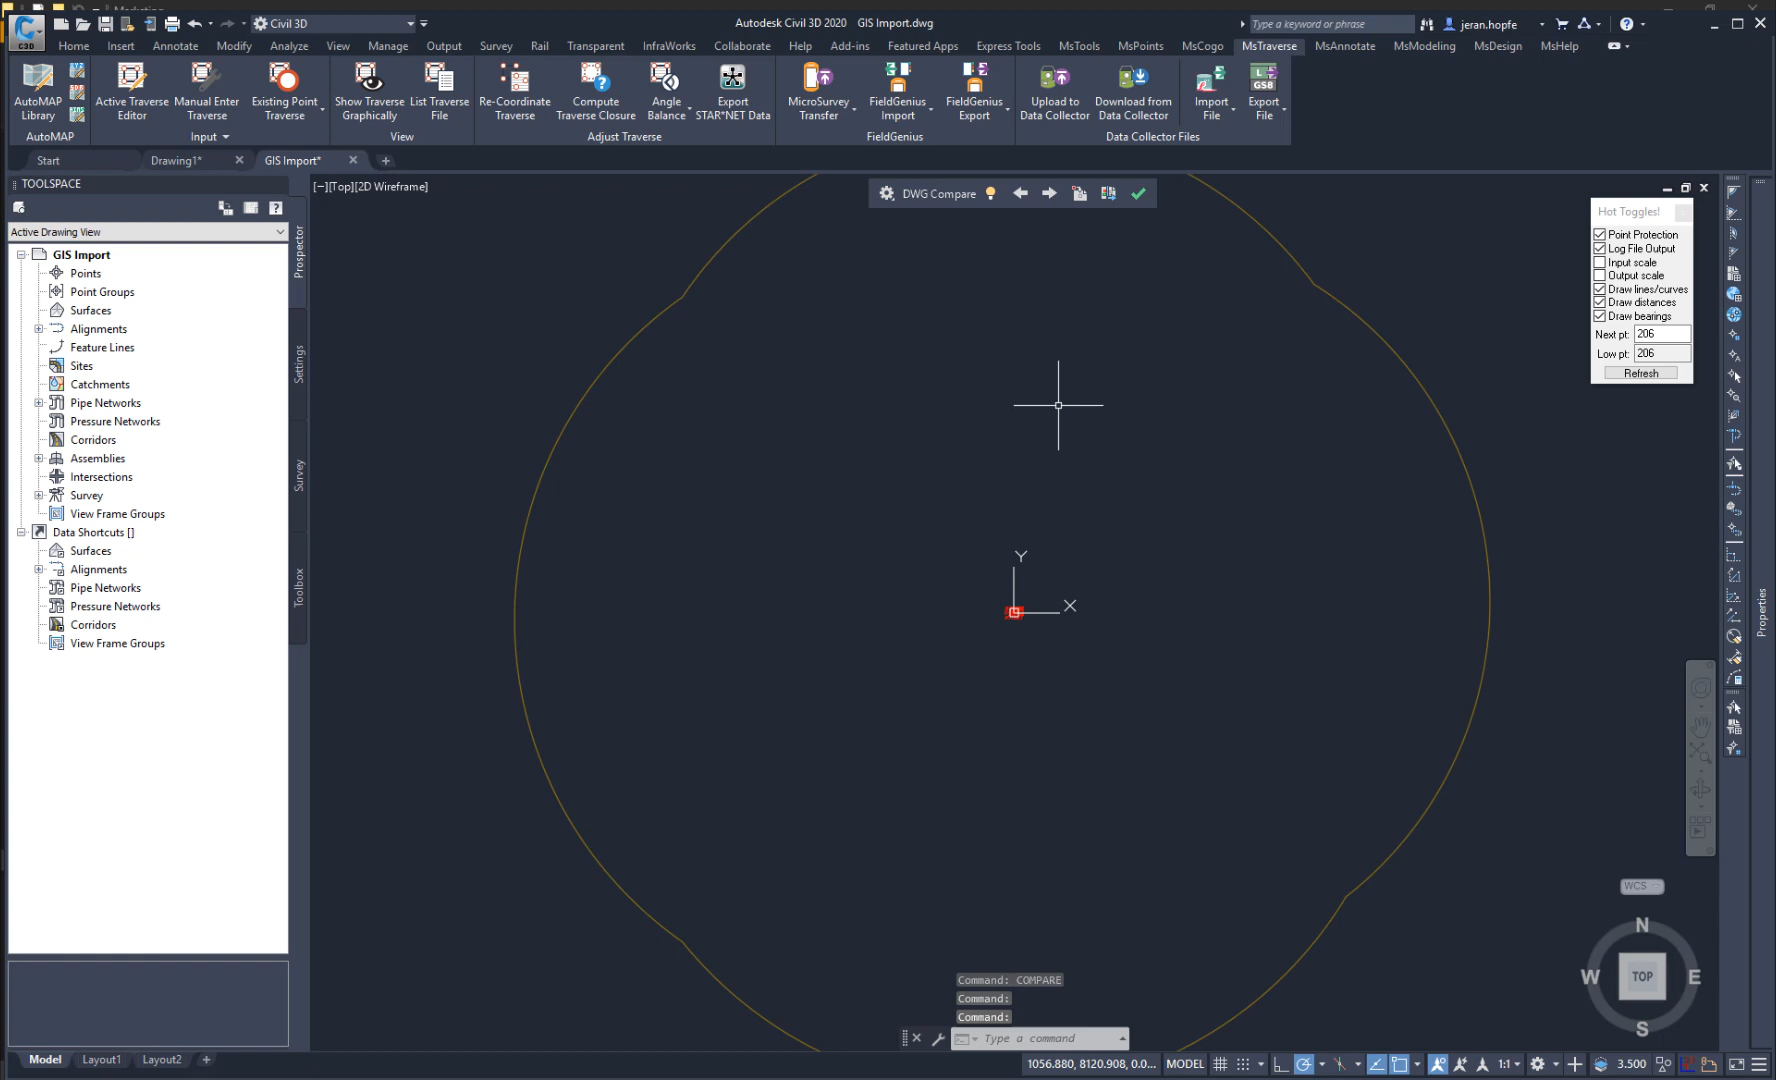 Civil 3D
Autodesk Civil 3D 2020 GIS Import.dwg
Type a keyword or phrase
jeran.hopfe
C3D
Home Insert Annotate Modify Analyze View Manage Output Survey Rail Transparent InfraWorks Collaborate Help Add-ins Featured Apps Express Tools MsTools MsPoints MsCogo MsTraverse MsAnnotate MsModeling MsDesign MsHelp
AutoMAP Library
Active Traverse Editor
Manual Enter Traverse
Existing Point Traverse
Show Traverse Graphically
List Traverse File
Re-Coordinate Traverse
Compute Traverse Closure
Angle Balance
Export STAR*NET Data
MicroSurvey Transfer
FieldGenius Import
FieldGenius Export
Upload to Data Collector
Download from Data Collector
Import File
Export File
AutoMAP Input View Adjust Traverse FieldGenius Data Collector Files
Start Drawing1* GIS Import*
TOOLSPACE
Active Drawing View
GIS Import
Points
Point Groups
Surfaces
Alignments
Feature Lines
Sites
Catchments
Pipe Networks
Pressure Networks
Corridors
Assemblies
Intersections
Survey
View Frame Groups
Data Shortcuts []
Surfaces
Alignments
Pipe Networks
Pressure Networks
Corridors
View Frame Groups
Prospector
Settings
Survey
Toolbox
[−][Top][2D Wireframe]
DWG Compare
Y
X
Hot Toggles!
Point Protection
Log File Output
Input scale
Output scale
Draw lines/curves
Draw distances
Draw bearings
Next pt: 206
Low pt: 206
Refresh
Properties
WCS
N
W TOP E
S
Command: COMPARE
Command:
Command:
Type a command
Model Layout1 Layout2
1056.880, 8120.908, 0.0... MODEL 1:1 3.500